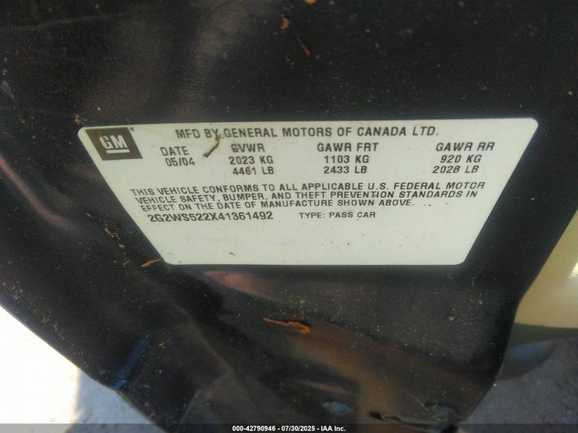 GM
MFD BY GENERAL MOTORS OF CANADA LTD.
DATE GVWR GAWR FRT GAWR RR
05/04 2023 KG 1103 KG 920 KG
4461 LB 2433 LB 2028 LB
THIS VEHICLE CONFORMS TO ALL APPLICABLE U.S. FEDERAL MOTOR
VEHICLE SAFETY, BUMPER, AND THEFT PREVENTION STANDARDS IN
EFFECT ON THE DATE OF MANUFACTURE SHOWN ABOVE.
2G2WS522X41361492 TYPE: PASS CAR
000-42790946 - 07/30/2025 - IAA Inc.